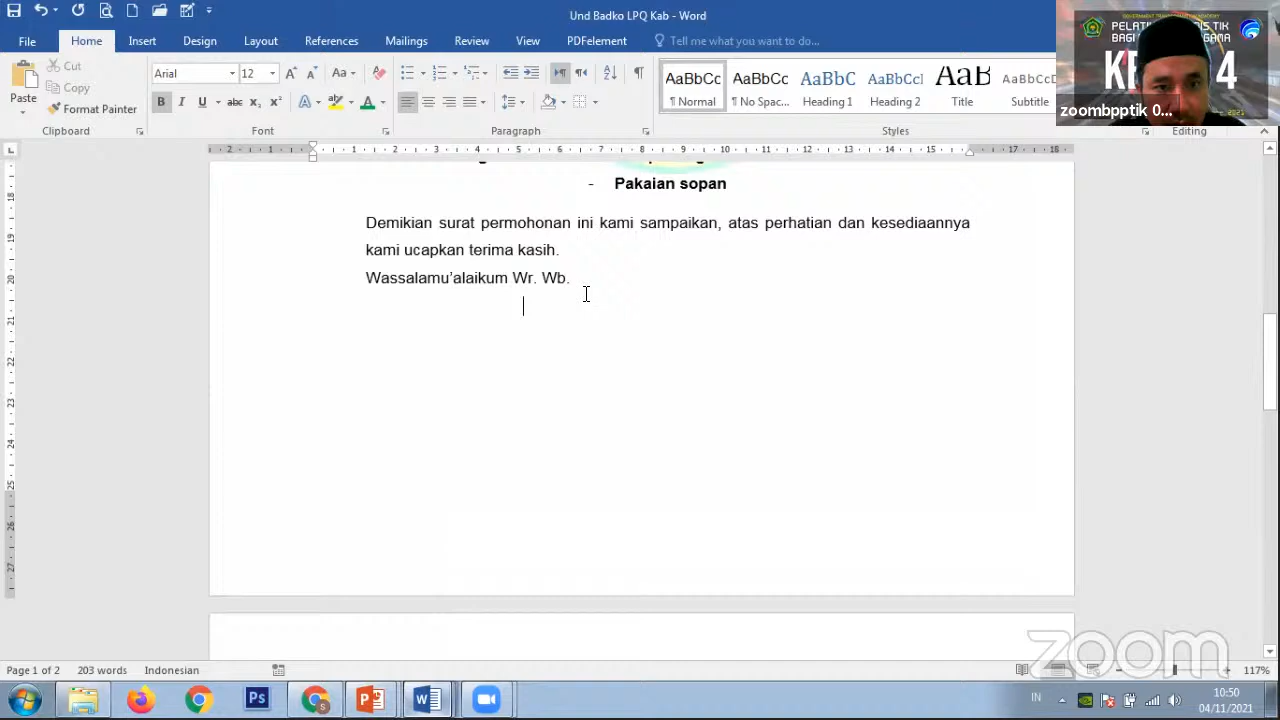 Und Badko LPQ Kab - Word
File Home Insert Design Layout References Mailings Review View PDFelement Tell me what you want to do...
Paste
Cut
Copy
Format Painter
Clipboard
Arial 12
Font
Paragraph
AaBbCc AaBbCc AaBbC AaBbCcI AaB AaBbCcD
¶ Normal ¶ No Spac... Heading 1 Heading 2 Title Subtitle
Styles
Editing
zoombpptik 0...
- Pakaian sopan
Demikian surat permohonan ini kami sampaikan, atas perhatian dan kesediaannya
kami ucapkan terima kasih.
Wassalamu’alaikum Wr. Wb.
zoom
Page 1 of 2 203 words Indonesian 117%
IN 10:50
04/11/2021